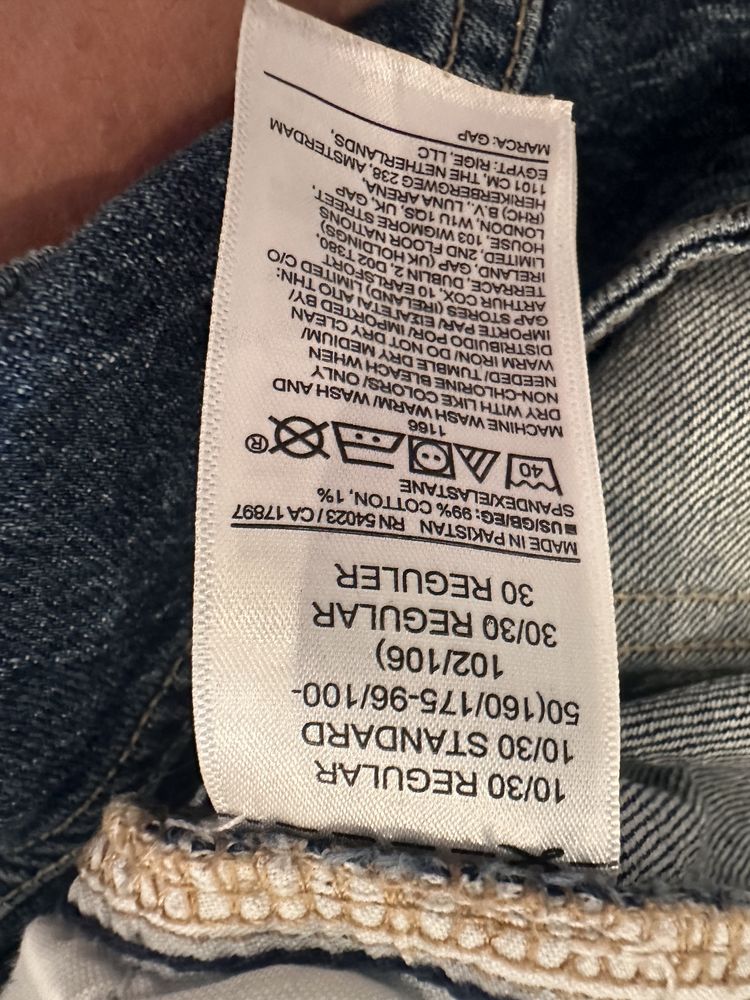 10/30 REGULAR
10/30 STANDARD
50(160/175-96/100-
102/106)
30/30 REGULAR
30 REGULER
MADE IN PAKISTAN RN 54023 / CA 17897
US/GB/EG: 99% COTTON, 1%
SPANDEX/ELASTANE
40
®
1166
MACHINE WASH WARM/ WASH AND
DRY WITH LIKE COLORS/ ONLY
NON-CHLORINE BLEACH WHEN
NEEDED/ TUMBLE DRY MEDIUM/
WARM IRON/ DO NOT DRY CLEAN
DISTRIBUIDO POR/ IMPORTED BY/
IMPORTE PAR/ EIZAFETAI APO THN:
GAP STORES (IRELAND) LIMITED C/O
ARTHUR COX, 10 EARLSFORT
TERRACE, DUBLIN 2, D02 T380,
IRELAND, GAP (UK HOLDINGS),
LIMITED, 2ND FLOOR NATIONS
HOUSE, 103 WIGMORE STREET,
LONDON, W1U 1QS, UK, GAP
(RHC) B.V., LUNA ARENA,
HERIKERBERGWEG 238, AMSTERDAM
1101 CM, THE NETHERLANDS,
EGYPT: RIGE, LLC
MARCA: GAP